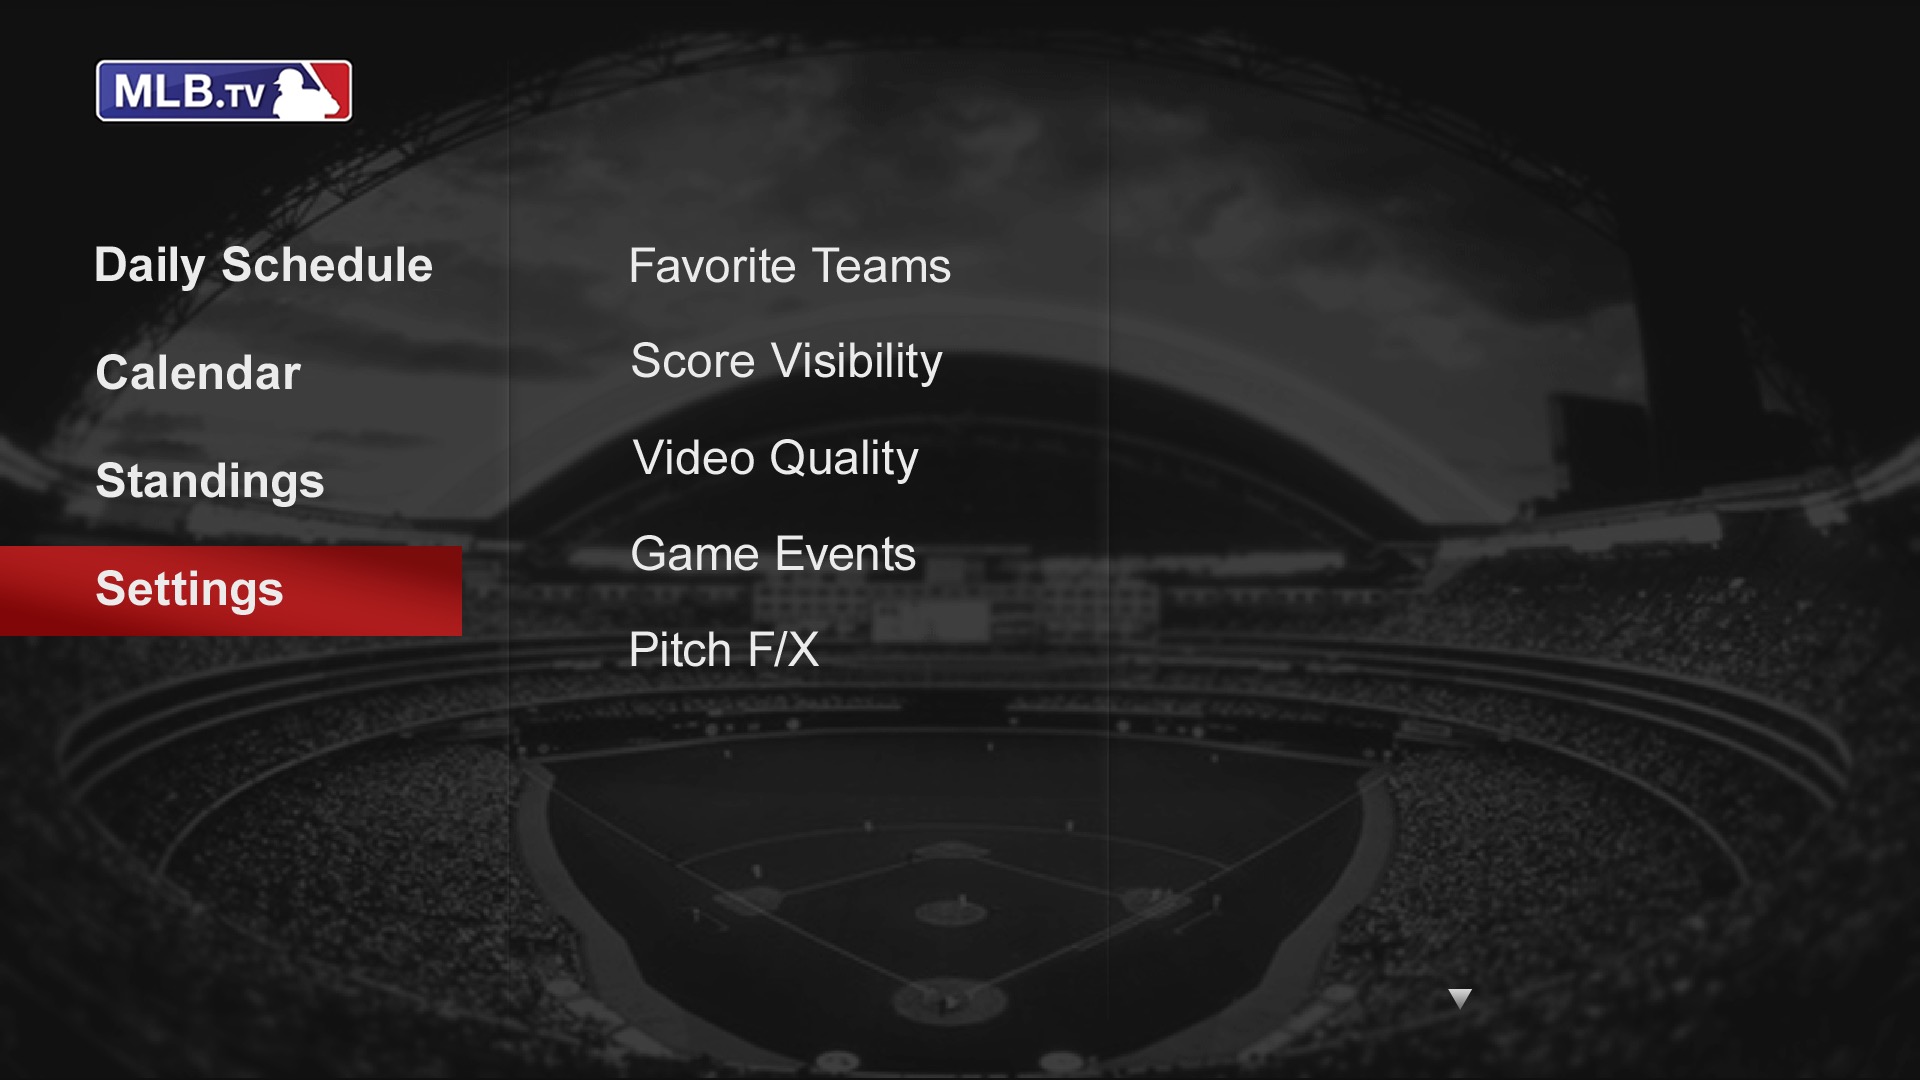 MLB.TV
Daily Schedule
Calendar
Standings
Settings
Favorite Teams
Score Visibility
Video Quality
Game Events
Pitch F/X